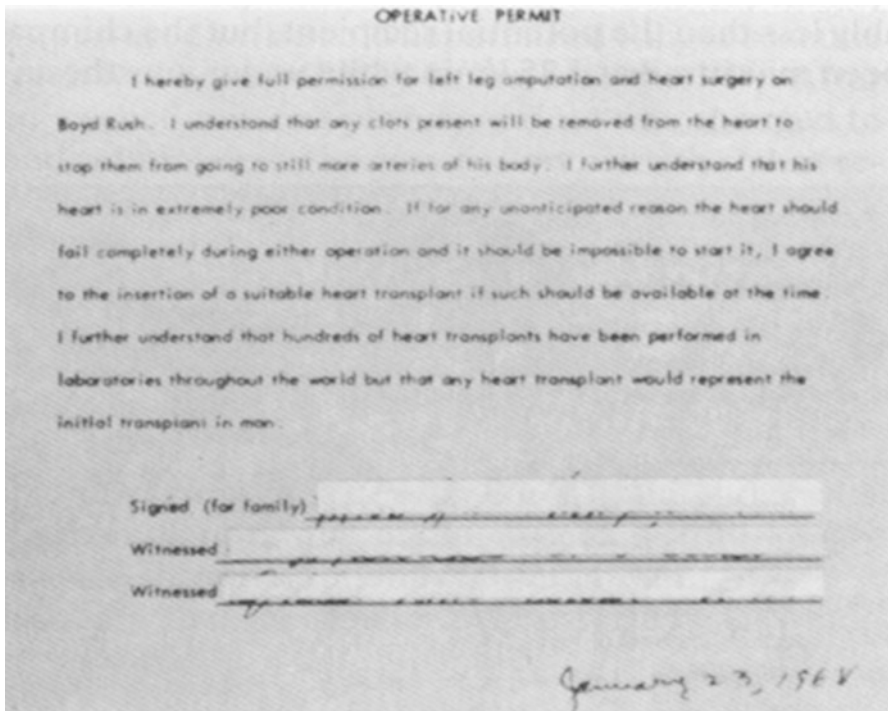 OPERATIVE PERMIT
I hereby give full permission for left leg amputation and heart surgery on
Boyd Rush. I understand that any clots present will be removed from the heart to
stop them from going to still more arteries of his body. I further understand that his
heart is in extremely poor condition. If for any unanticipated reason the heart should
fail completely during either operation and it should be impossible to start it, I agree
to the insertion of a suitable heart transplant if such should be available at the time.
I further understand that hundreds of heart transplants have been performed in
laboratories throughout the world but that any heart transplant would represent the
initial transplant in man.
Signed (for family)
Witnessed
Witnessed
January 23, 1964